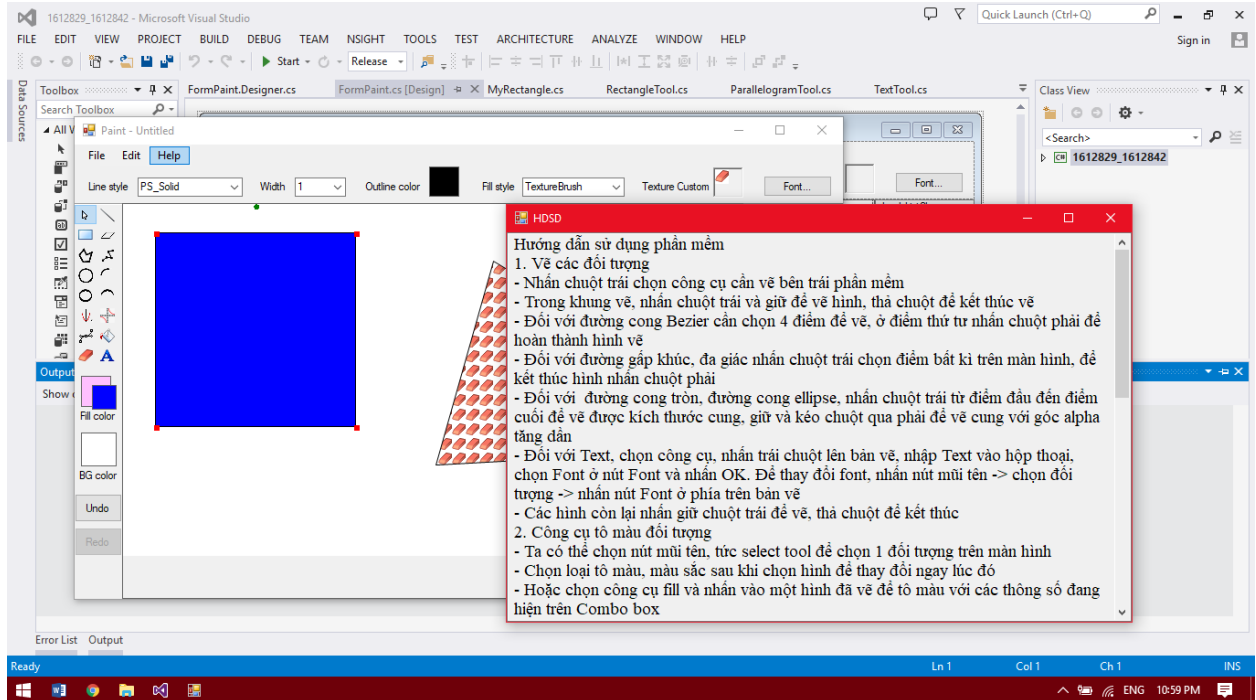 1612829_1612842 - Microsoft Visual Studio
Quick Launch (Ctrl+Q)
FILE EDIT VIEW PROJECT BUILD DEBUG TEAM NSIGHT TOOLS TEST ARCHITECTURE ANALYZE WINDOW HELP
Sign in
Start
Release
Data Sources
Toolbox
Search Toolbox
FormPaint.Designer.cs
FormPaint.cs [Design]
MyRectangle.cs
RectangleTool.cs
ParallelogramTool.cs
TextTool.cs
Class View
<Search>
1612829_1612842
Paint - Untitled
File Edit Help
Line style PS_Solid Width 1 Outline color Fill style TextureBrush Texture Custom Font...
Font...
Fill color
BG color
Undo
Redo
Output
HDSD
Hướng dẫn sử dụng phần mềm
1. Vẽ các đối tượng
- Nhấn chuột trái chọn công cụ cần vẽ bên trái phần mềm
- Trong khung vẽ, nhấn chuột trái và giữ để vẽ hình, thả chuột để kết thúc vẽ
- Đối với đường cong Bezier cần chọn 4 điểm để vẽ, ở điểm thứ tư nhấn chuột phải để
hoàn thành hình vẽ
- Đối với đường gấp khúc, đa giác nhấn chuột trái chọn điểm bất kì trên màn hình, để
kết thúc hình nhấn chuột phải
- Đối với  đường cong tròn, đường cong ellipse, nhấn chuột trái từ điểm đầu đến điểm
cuối để vẽ được kích thước cung, giữ và kéo chuột qua phải để vẽ cung với góc alpha
tăng dần
- Đối với Text, chọn công cụ, nhấn trái chuột lên bản vẽ, nhập Text vào hộp thoại,
chọn Font ở nút Font và nhấn OK. Để thay đổi font, nhấn nút mũi tên -> chọn đối
tượng -> nhấn nút Font ở phía trên bản vẽ
- Các hình còn lại nhấn giữ chuột trái để vẽ, thả chuột để kết thúc
2. Công cụ tô màu đối tượng
- Ta có thể chọn nút mũi tên, tức select tool để chọn 1 đối tượng trên màn hình
- Chọn loại tô màu, màu sắc sau khi chọn hình để thay đổi ngay lúc đó
- Hoặc chọn công cụ fill và nhấn vào một hình đã vẽ để tô màu với các thông số đang
hiện trên Combo box
Error List Output
Ready
Ln 1 Col 1 Ch 1 INS
ENG 10:59 PM